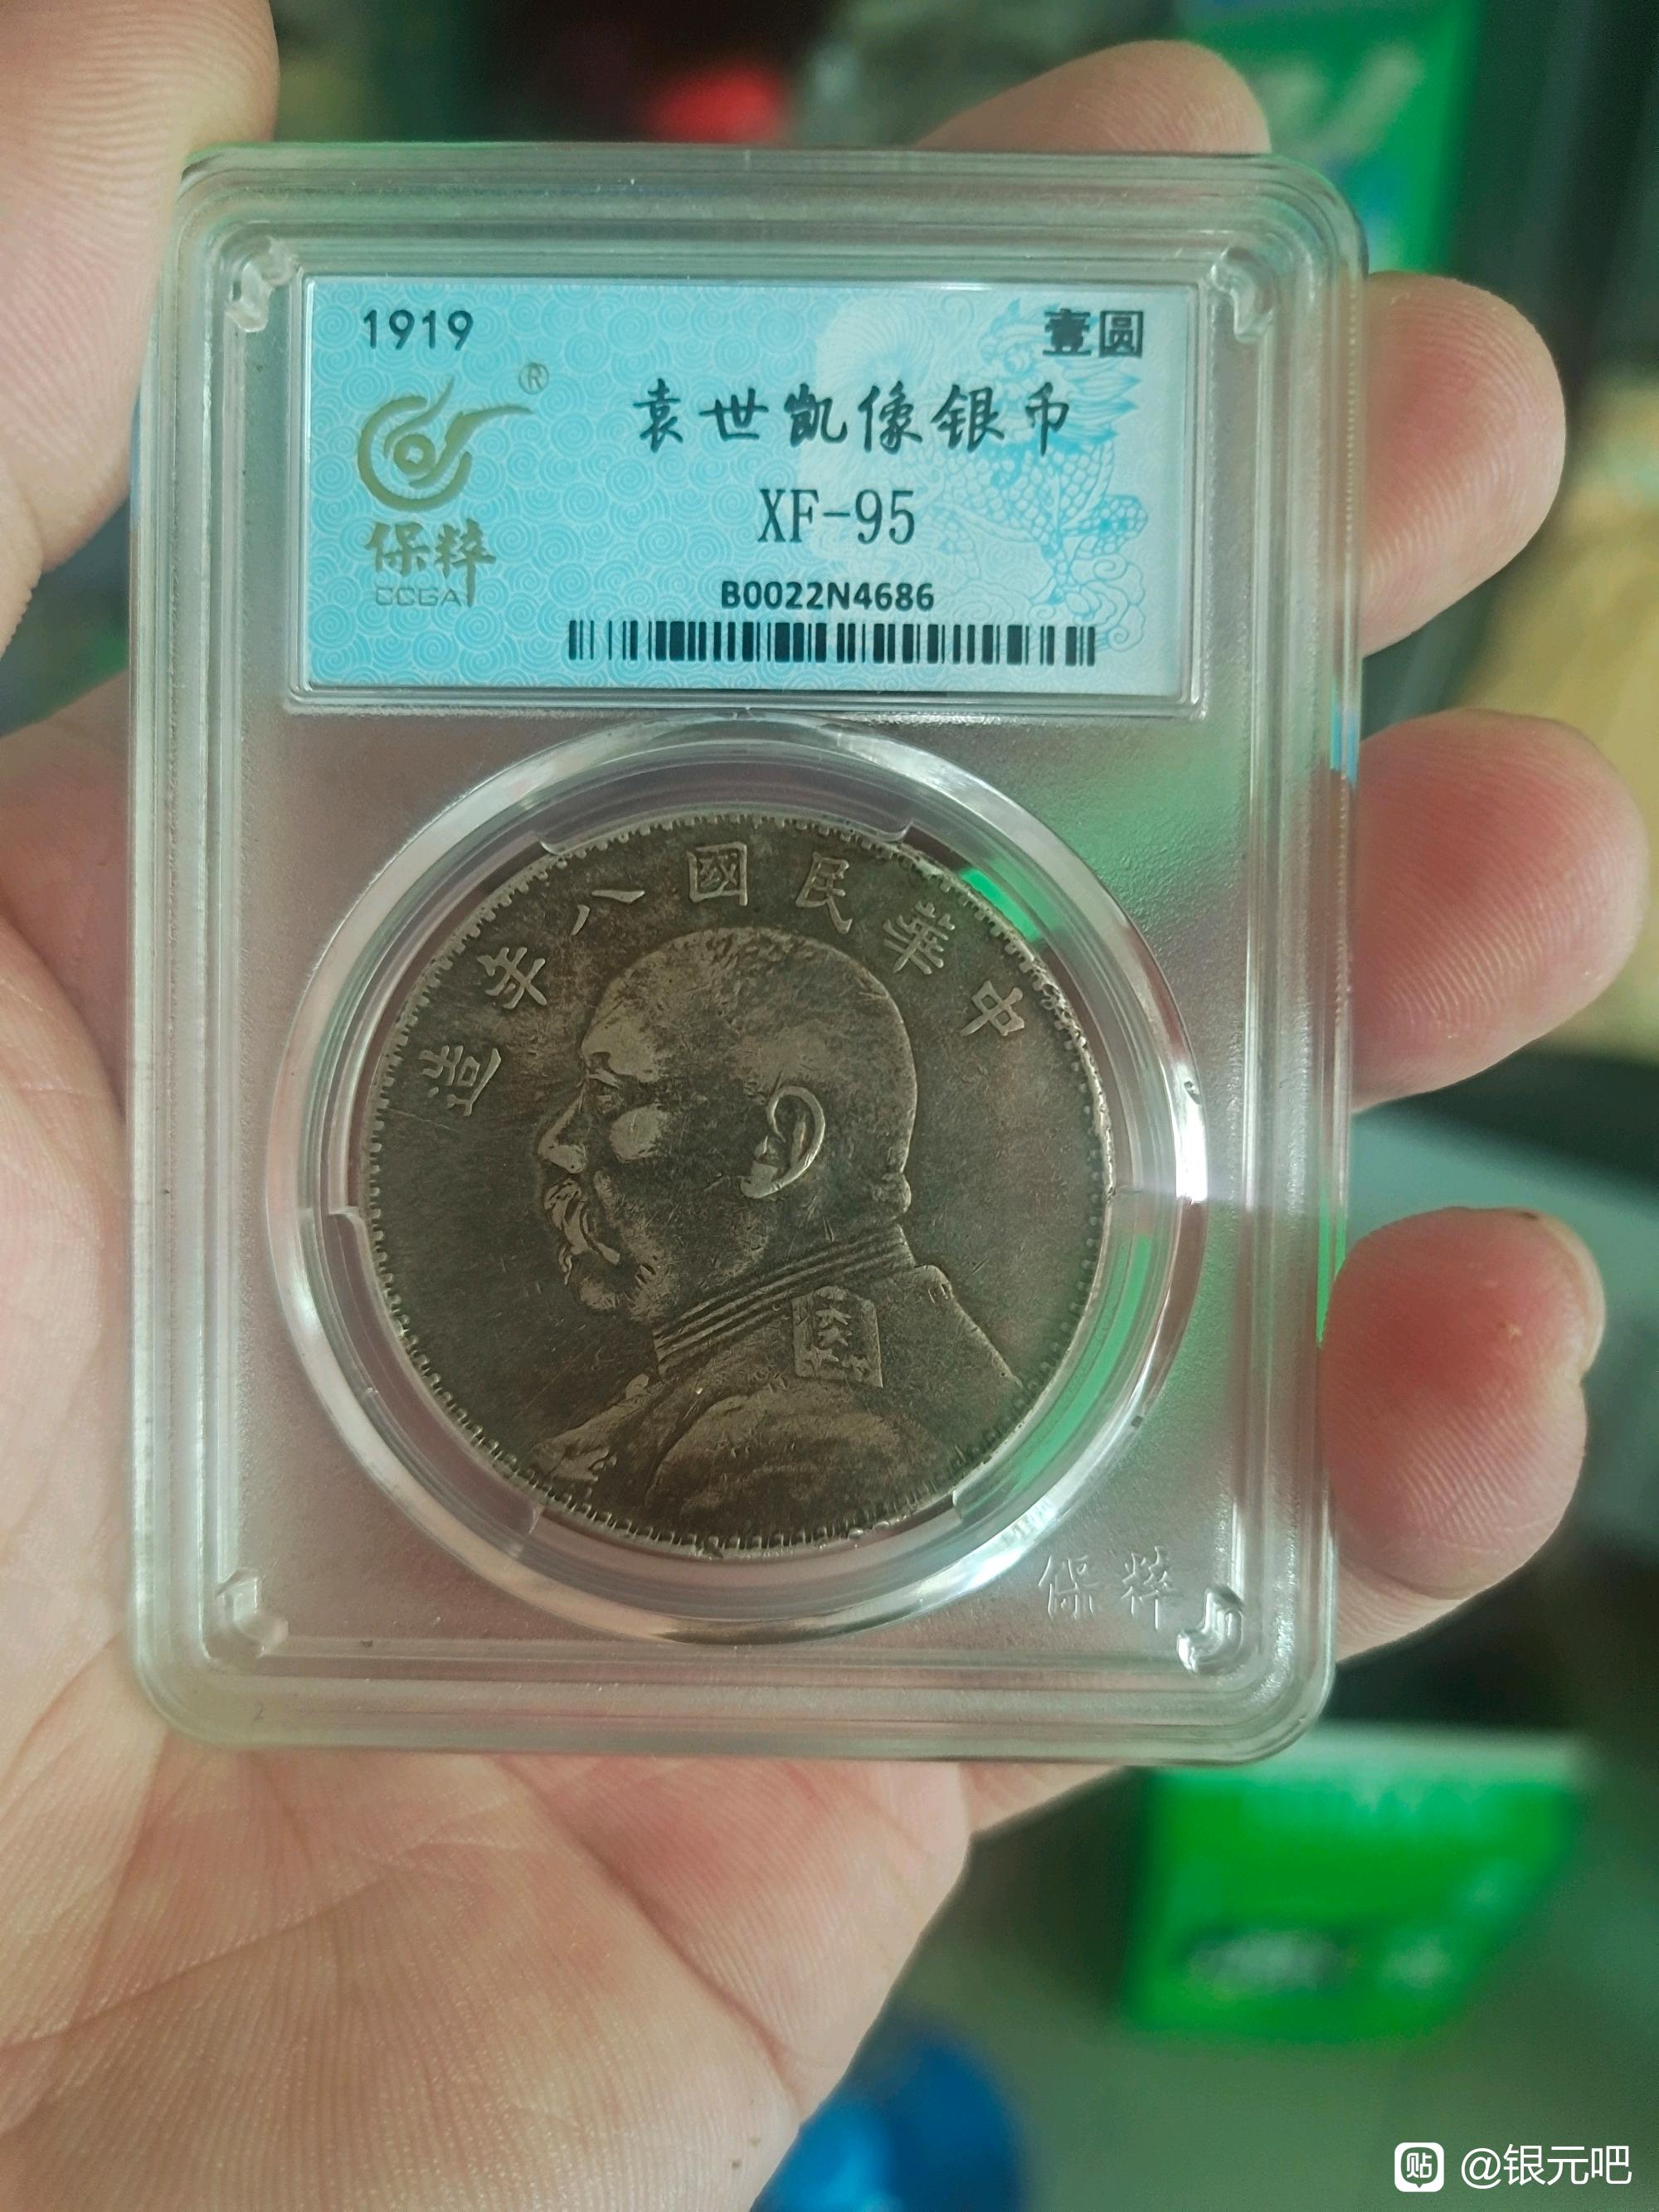 1919
壹圆
®
袁世凯像银币
XF-95
保粹
CCGA
B0022N4686
中華民國八年造
保粹
贴 @银元吧